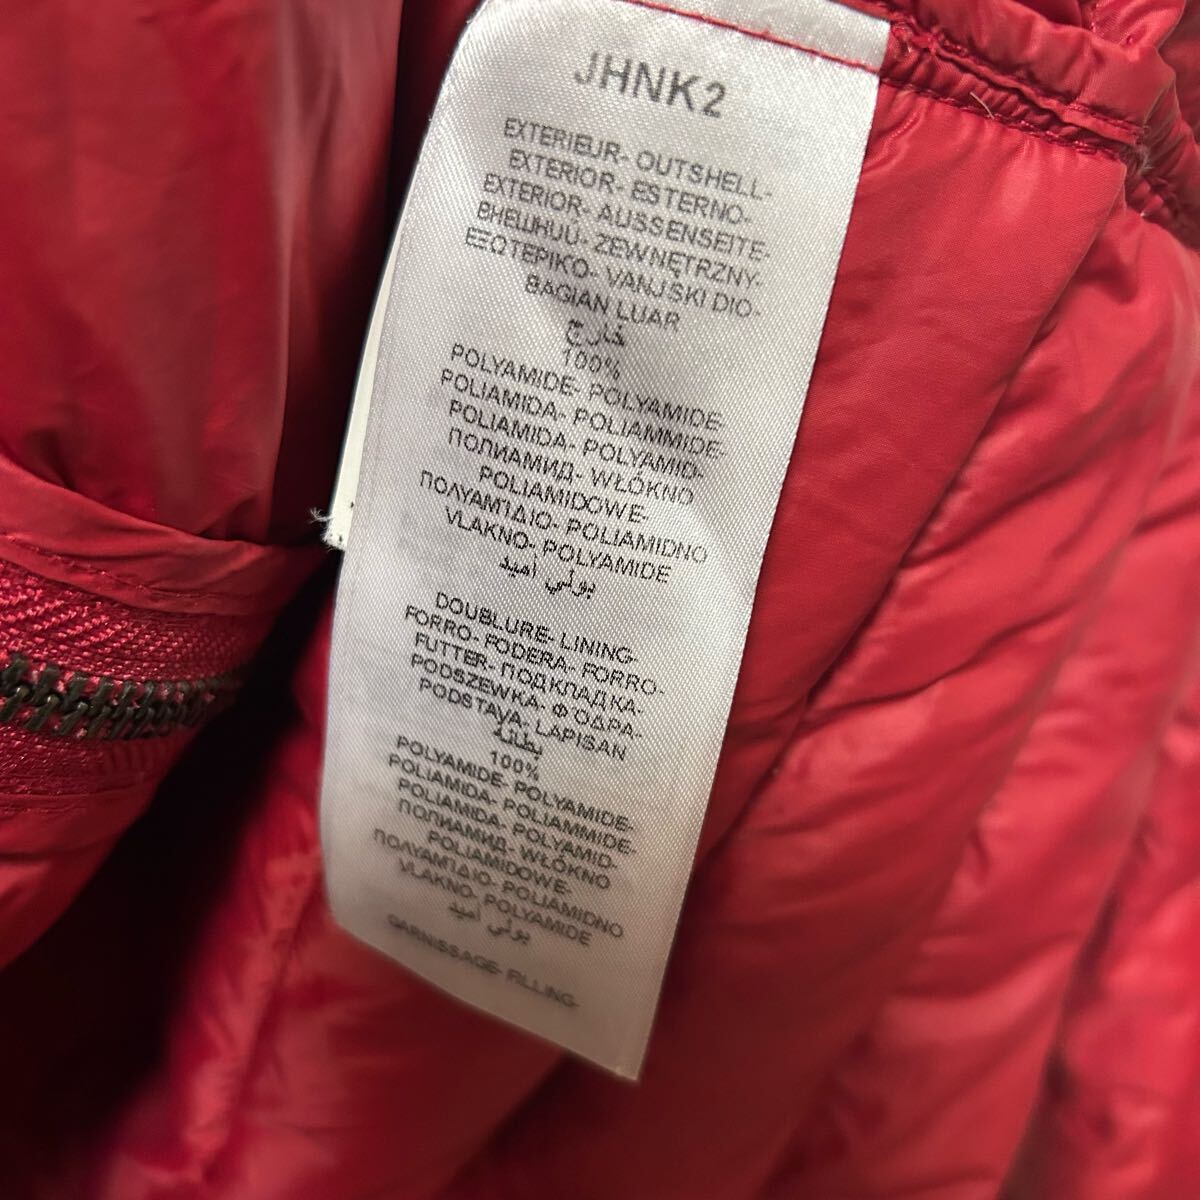 JHNK2
EXTERIEUR- OUTSHELL-
EXTERIOR- ESTERNO-
EXTERIOR- AUSSENSEITE-
ВНЕШНИЙ- ZEWNĘTRZNY-
ΕΞΩΤΕΡΙΚΟ- VANJSKI DIO-
BAGIAN LUAR
خارج
100%
POLYAMIDE- POLYAMIDE-
POLIAMIDA- POLIAMMIDE-
POLIAMIDA- POLYAMID-
ПОЛИАМИД- WŁÓKNO
POLIAMIDOWE-
ΠΟΛΥΑΜΊΔΙΟ- POLIAMIDNO
VLAKNO- POLYAMIDE
بولي اميد
DOUBLURE- LINING-
FORRO- FODERA- FORRO-
FUTTER- ПОДКЛАДКА-
PODSZEWKA- ΦΟΔΡΑ-
PODSTAVA- LAPISAN
بطانة
100%
POLYAMIDE- POLYAMIDE-
POLIAMIDA- POLIAMMIDE-
POLIAMIDA- POLYAMID-
ПОЛИАМИД- WŁÓKNO
POLIAMIDOWE-
ΠΟΛΥΑΜΊΔΙΟ- POLIAMIDNO
VLAKNO- POLYAMIDE
بولي اميد
GARNISSAGE- FILLING-